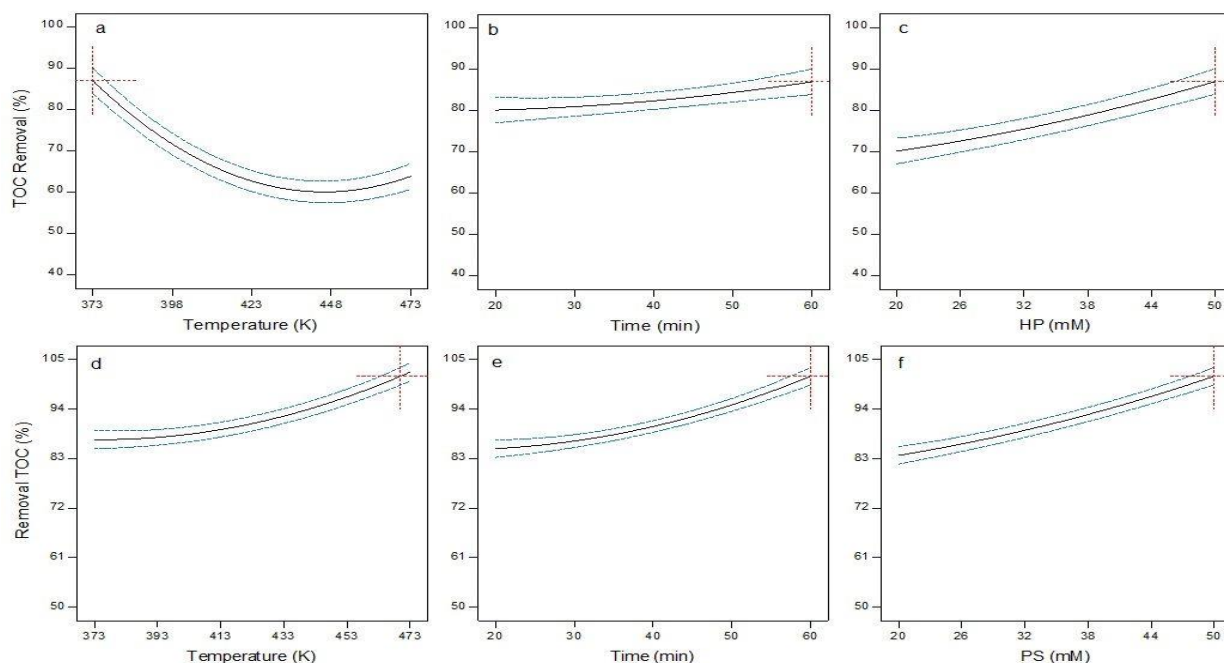 a
TOC Removal (%)
100
90
80
70
60
50
40
373 398 423 448 473
Temperature (K)
b
100
90
80
70
60
50
40
20 30 40 50 60
Time (min)
c
100
90
80
70
60
50
40
20 26 32 38 44 50
HP (mM)
d
Removal TOC (%)
105
94
83
72
61
50
373 393 413 433 453 473
Temperature (K)
e
105
94
83
72
61
50
20 30 40 50 60
Time (min)
f
105
94
83
72
61
50
20 26 32 38 44 50
PS (mM)